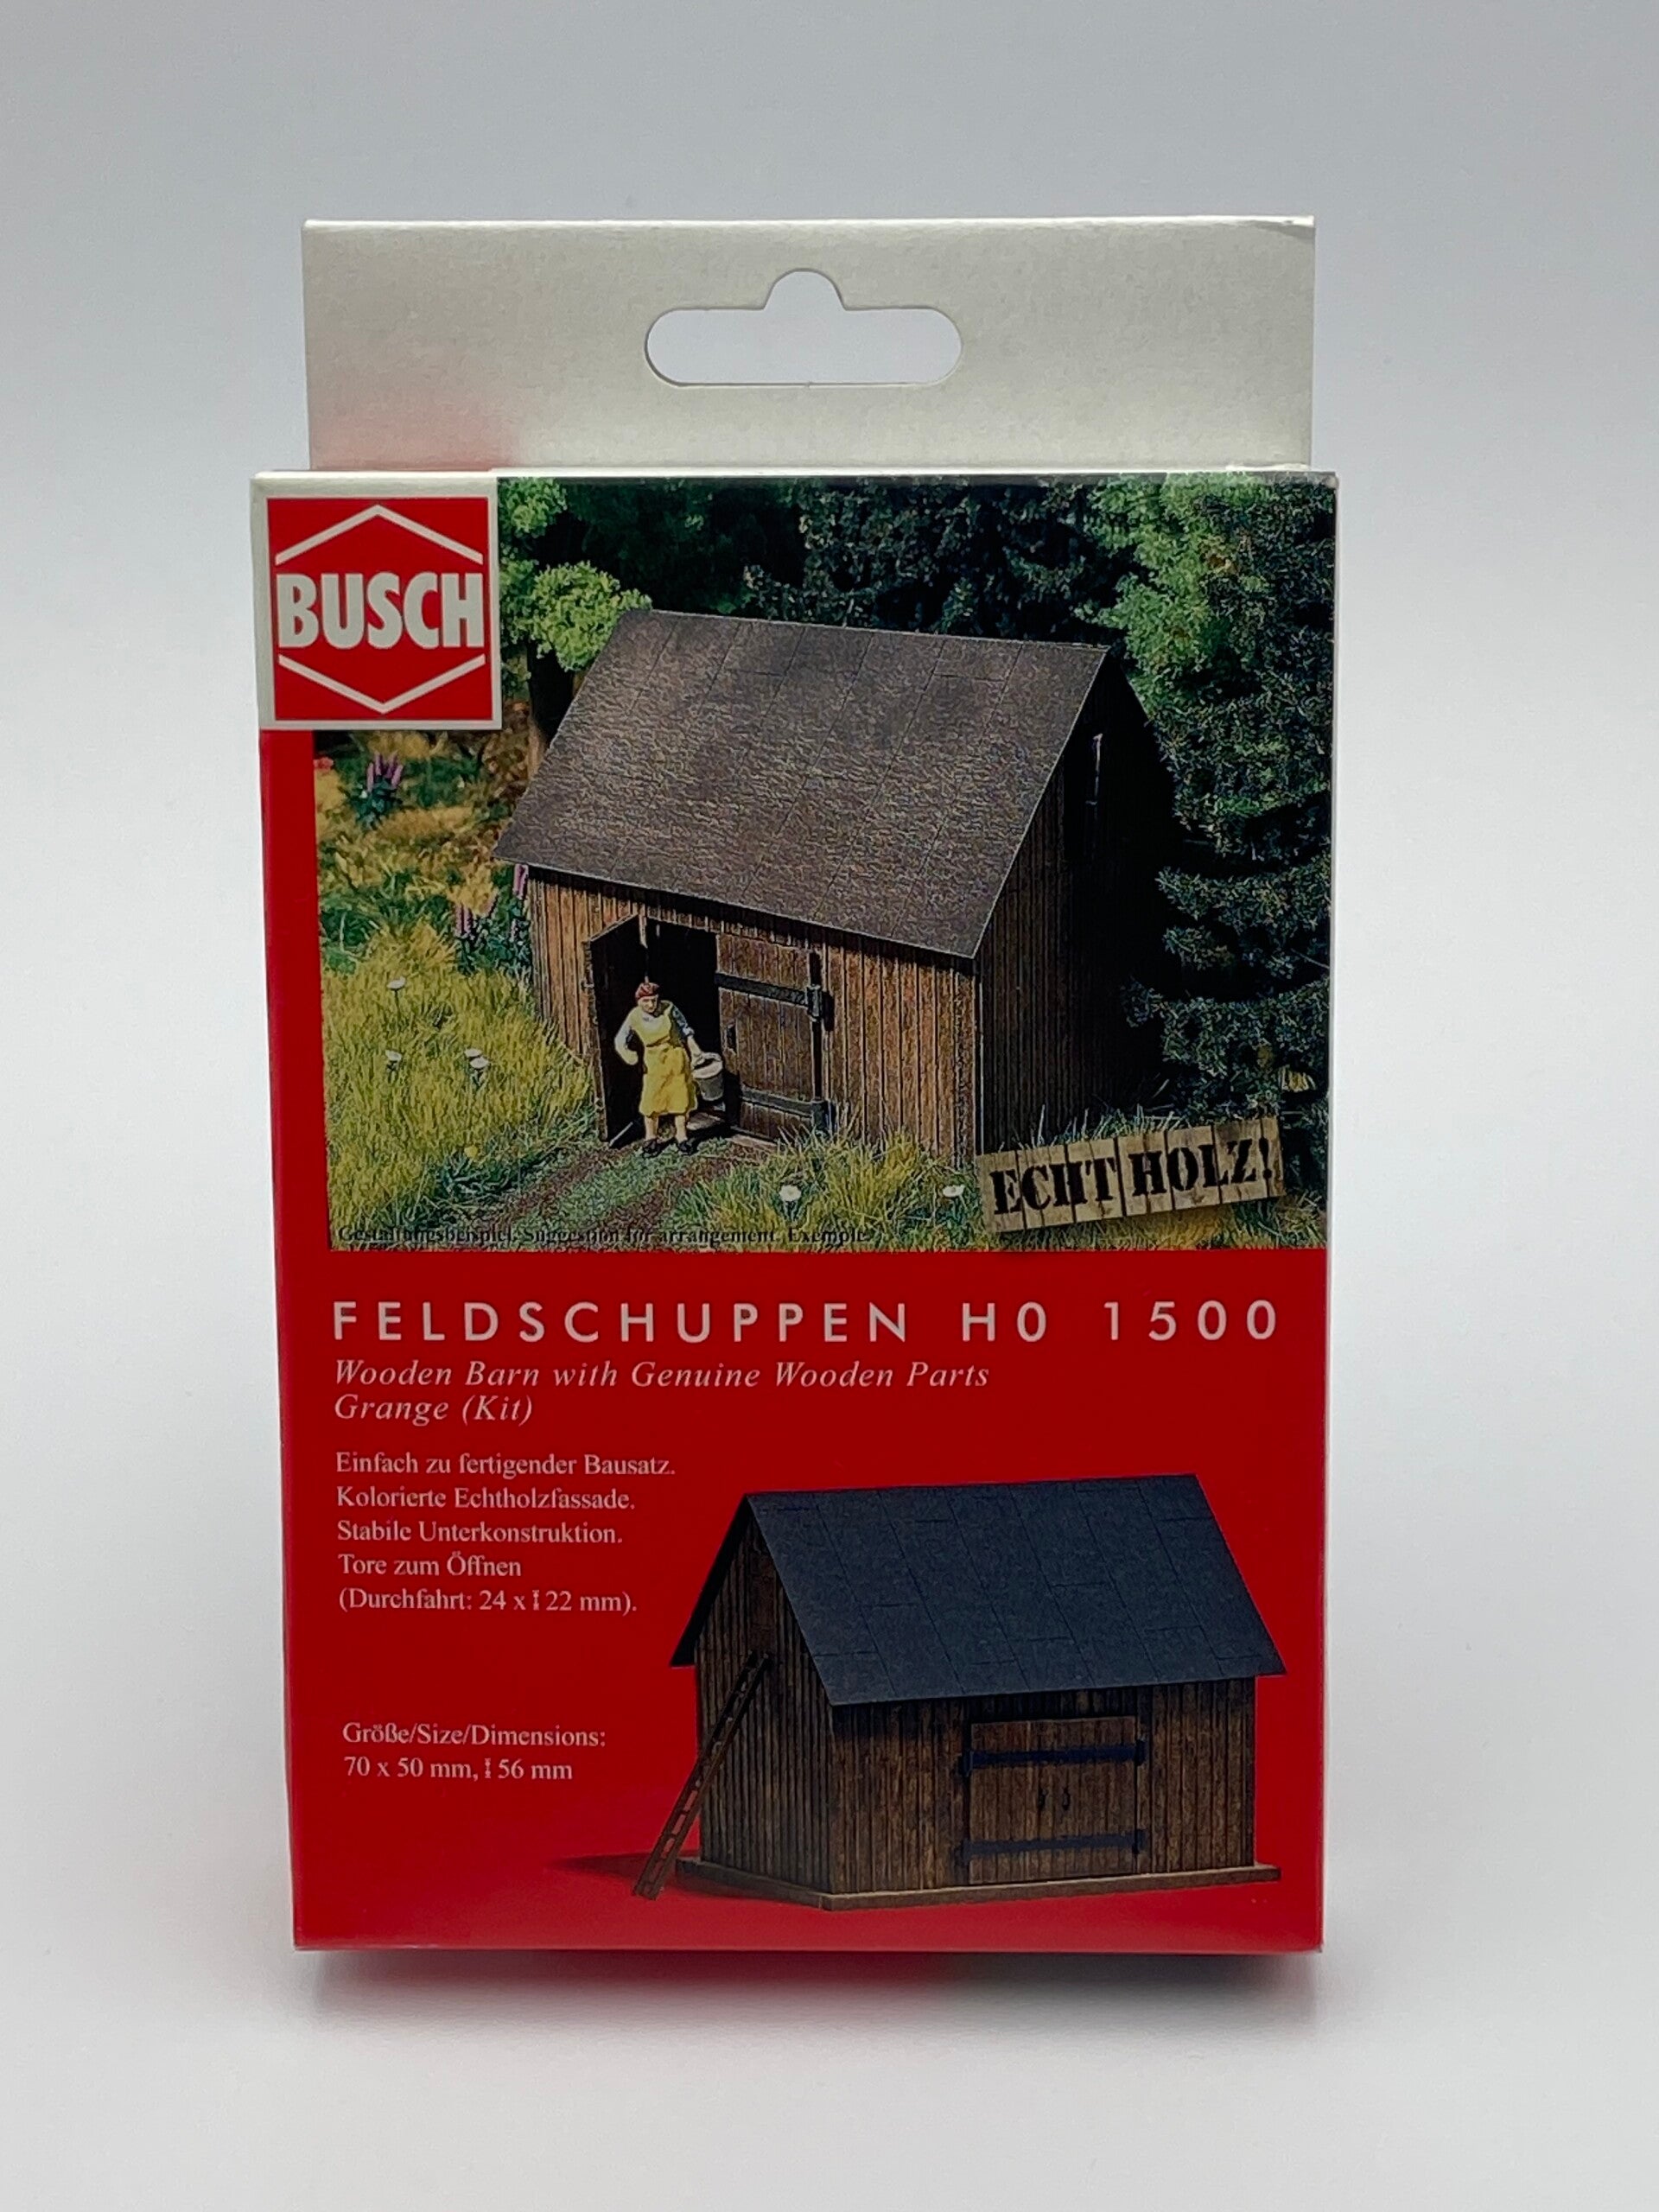 BUSCH
ECHT HOLZ!
Gestaltungsbeispiel. Suggestion for arrangement. Exemple.
FELDSCHUPPEN H0 1500
Wooden Barn with Genuine Wooden Parts
Grange (Kit)
Einfach zu fertigender Bausatz.
Kolorierte Echtholzfassade.
Stabile Unterkonstruktion.
Tore zum Öffnen
(Durchfahrt: 24 x 22 mm).
Größe/Size/Dimensions:
70 x 50 mm, 56 mm